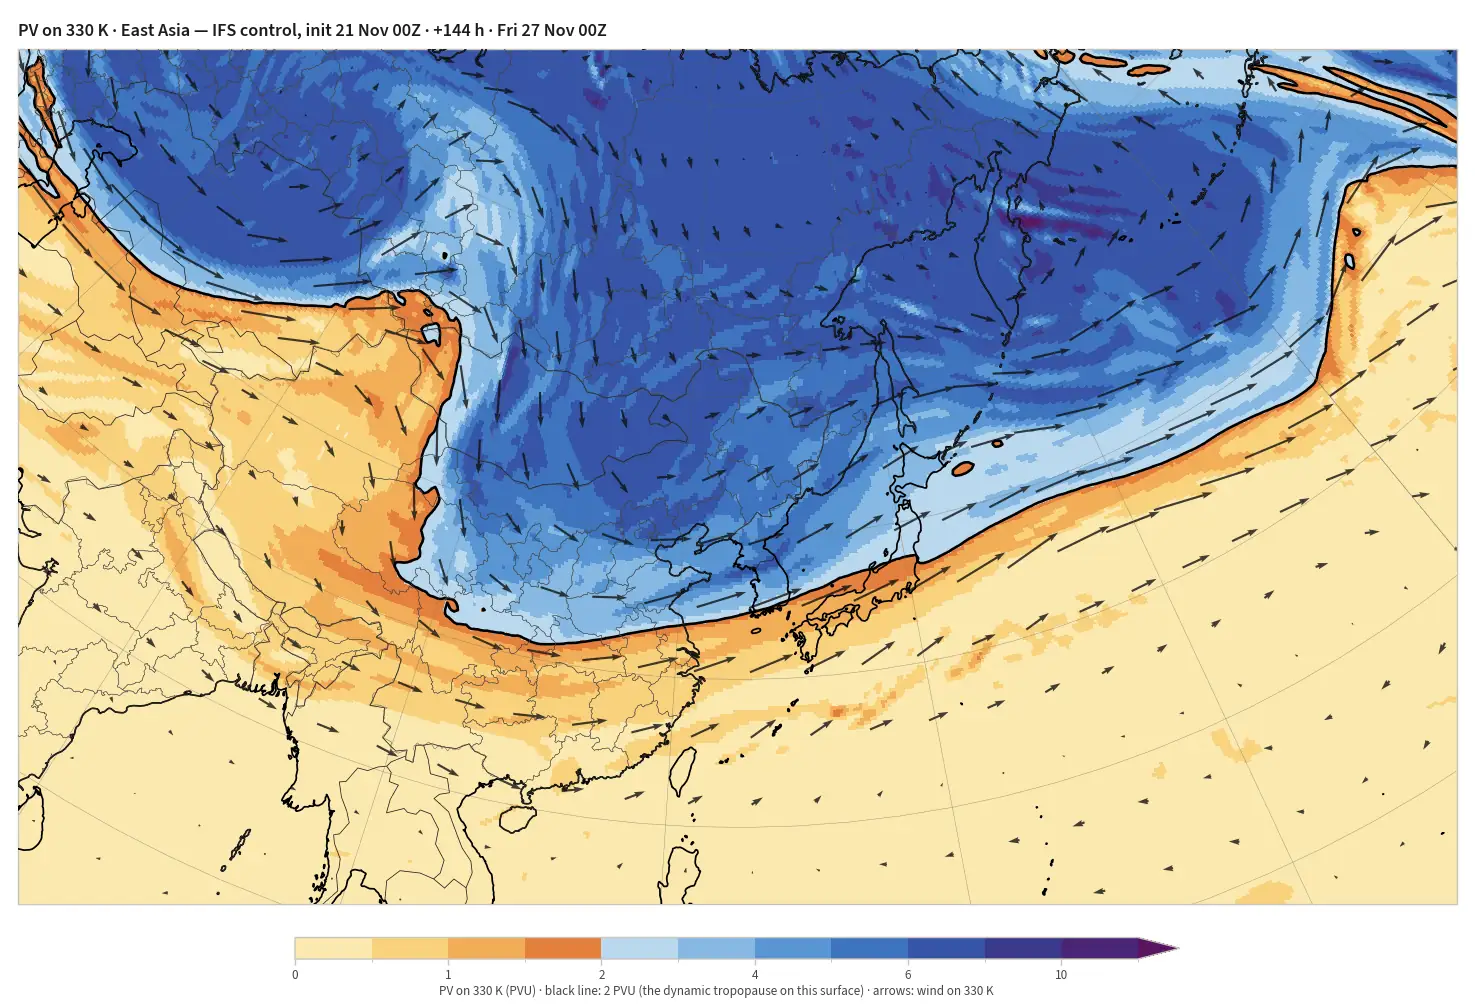 PV on 330 K · East Asia — IFS control, init 21 Nov 00Z · +144 h · Fri 27 Nov 00Z
0 1 2 4 6 10
PV on 330 K (PVU) · black line: 2 PVU (the dynamic tropopause on this surface) · arrows: wind on 330 K